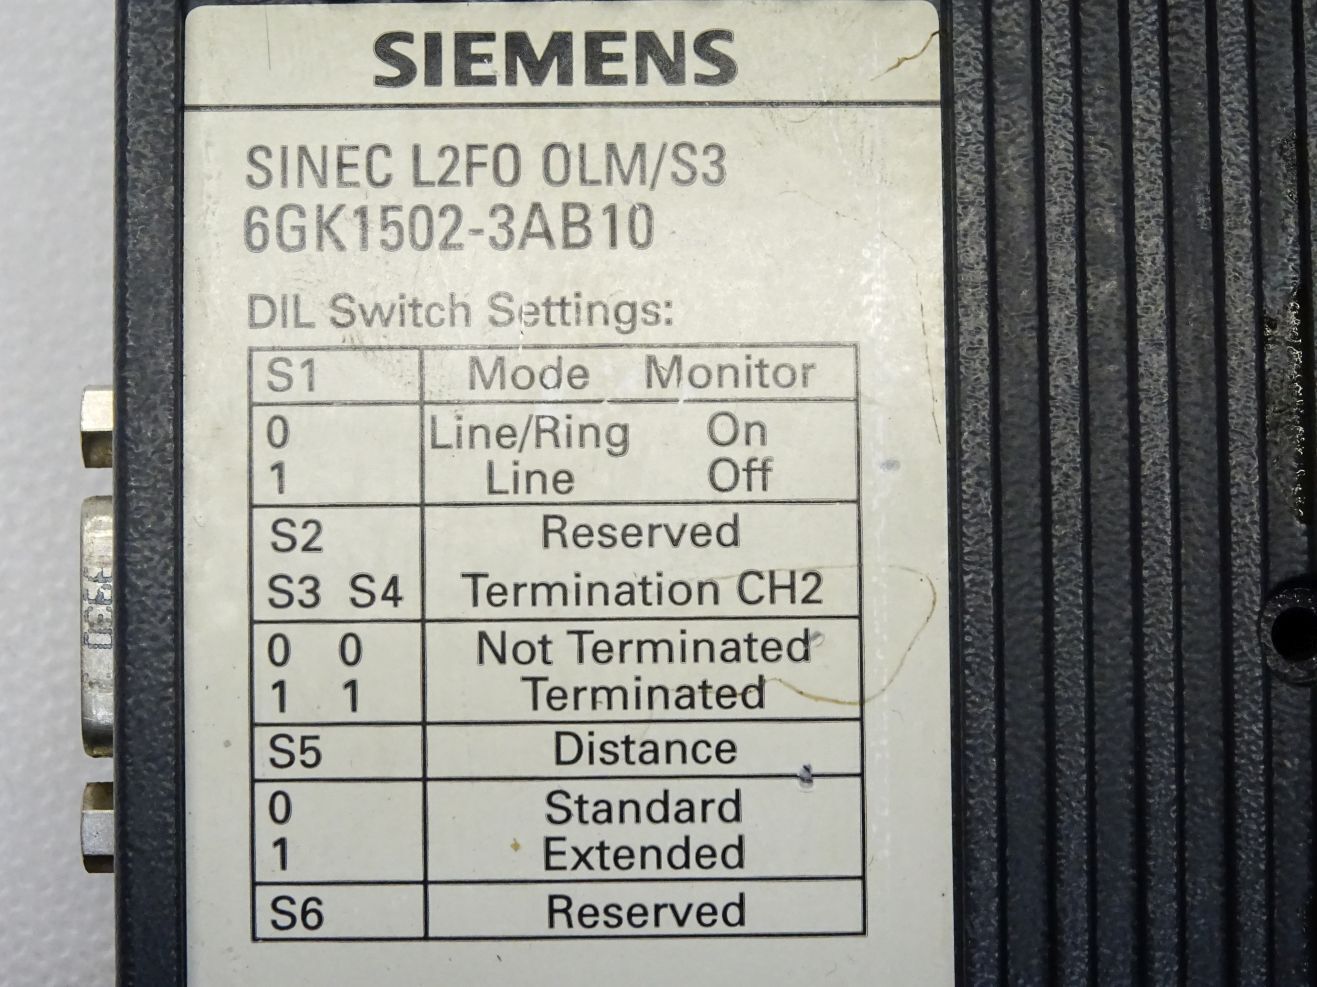 SIEMENS
SINEC L2FO OLM/S3
6GK1502-3AB10
DIL Switch Settings:
S1 Mode Monitor
0 Line/Ring On
1 Line Off
S2 Reserved
S3 S4 Termination CH2
0 0 Not Terminated
1 1 Terminated
S5 Distance
0 Standard
1 Extended
S6 Reserved